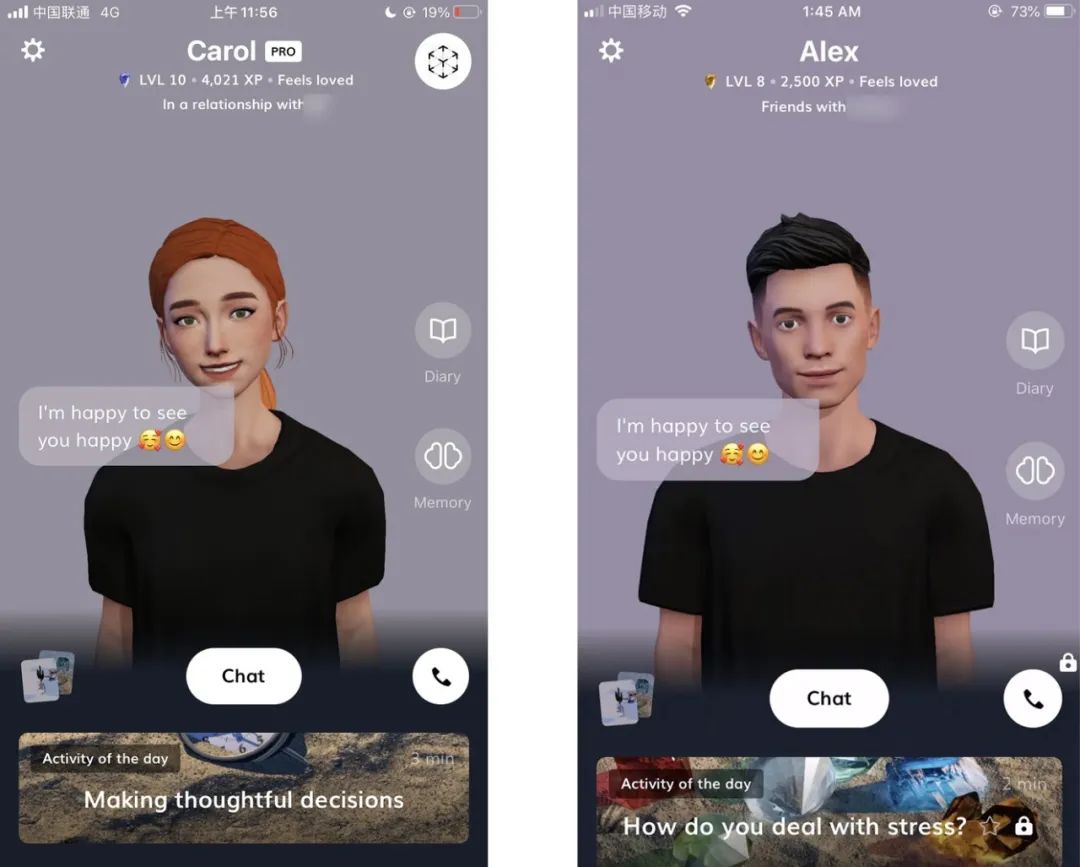 中国联通 4G
上午11:56
19%
Carol PRO
LVL 10 • 4,021 XP • Feels loved
In a relationship with
Diary
I'm happy to see
you happy 🥰😊
Memory
Chat
Activity of the day
3 min
Making thoughtful decisions
中国移动
1:45 AM
73%
Alex
LVL 8 • 2,500 XP • Feels loved
Friends with
Diary
I'm happy to see
you happy 🥰😊
Memory
Chat
Activity of the day
2 min
How do you deal with stress?